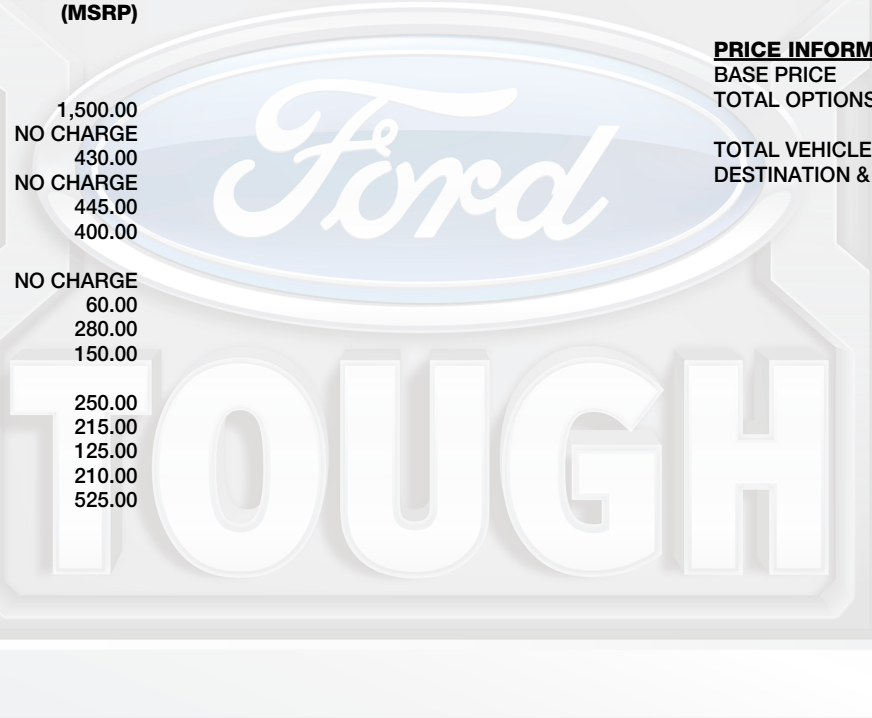 (MSRP)
1,500.00
NO CHARGE
430.00
NO CHARGE
445.00
400.00
NO CHARGE
60.00
280.00
150.00
250.00
215.00
125.00
210.00
525.00
PRICE INFORM
BASE PRICE
TOTAL OPTIONS
TOTAL VEHICLE
DESTINATION &
Ford
TOUGH